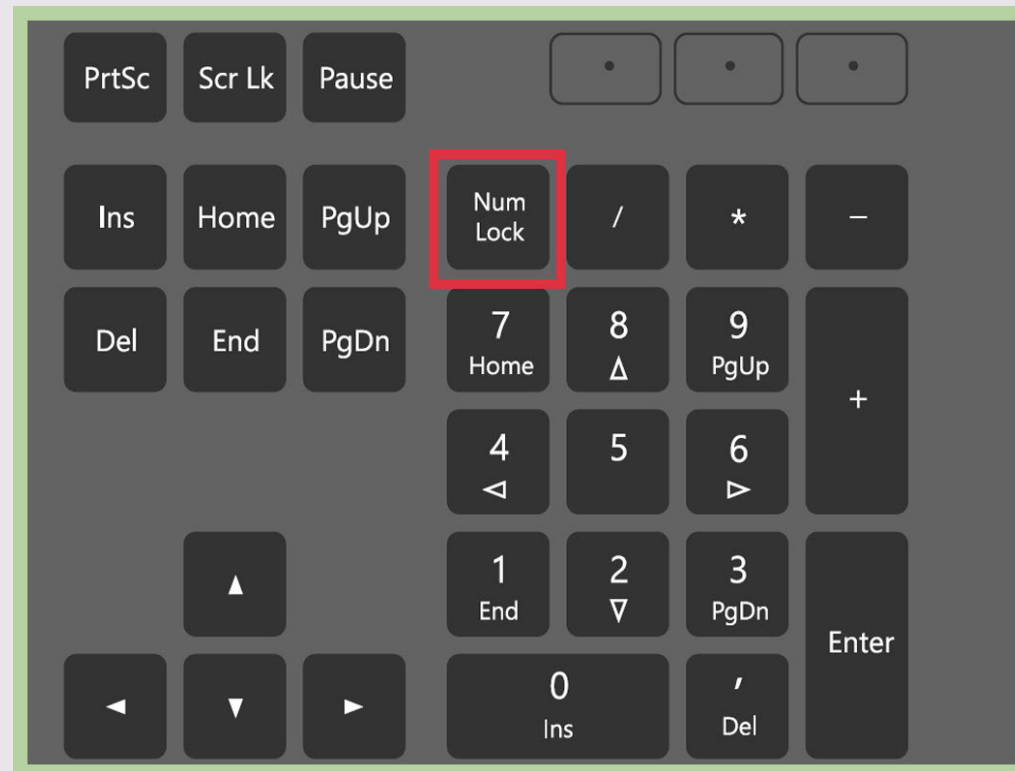 PrtSc Scr Lk Pause
Ins Home PgUp Num Lock / * –
Del End PgDn 7 Home 8 9 PgUp +
4 5 6
1 End 2 3 PgDn Enter
0 Ins , Del